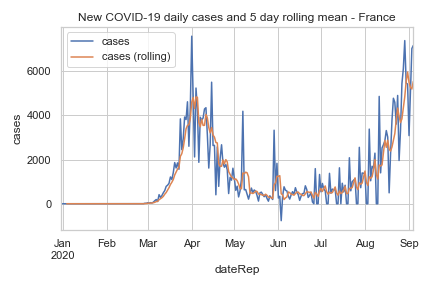 New COVID-19 daily cases and 5 day rolling mean - France
cases
cases (rolling)
6000
4000
2000
0
cases
Jan Feb Mar Apr May Jun Jul Aug Sep
2020
dateRep